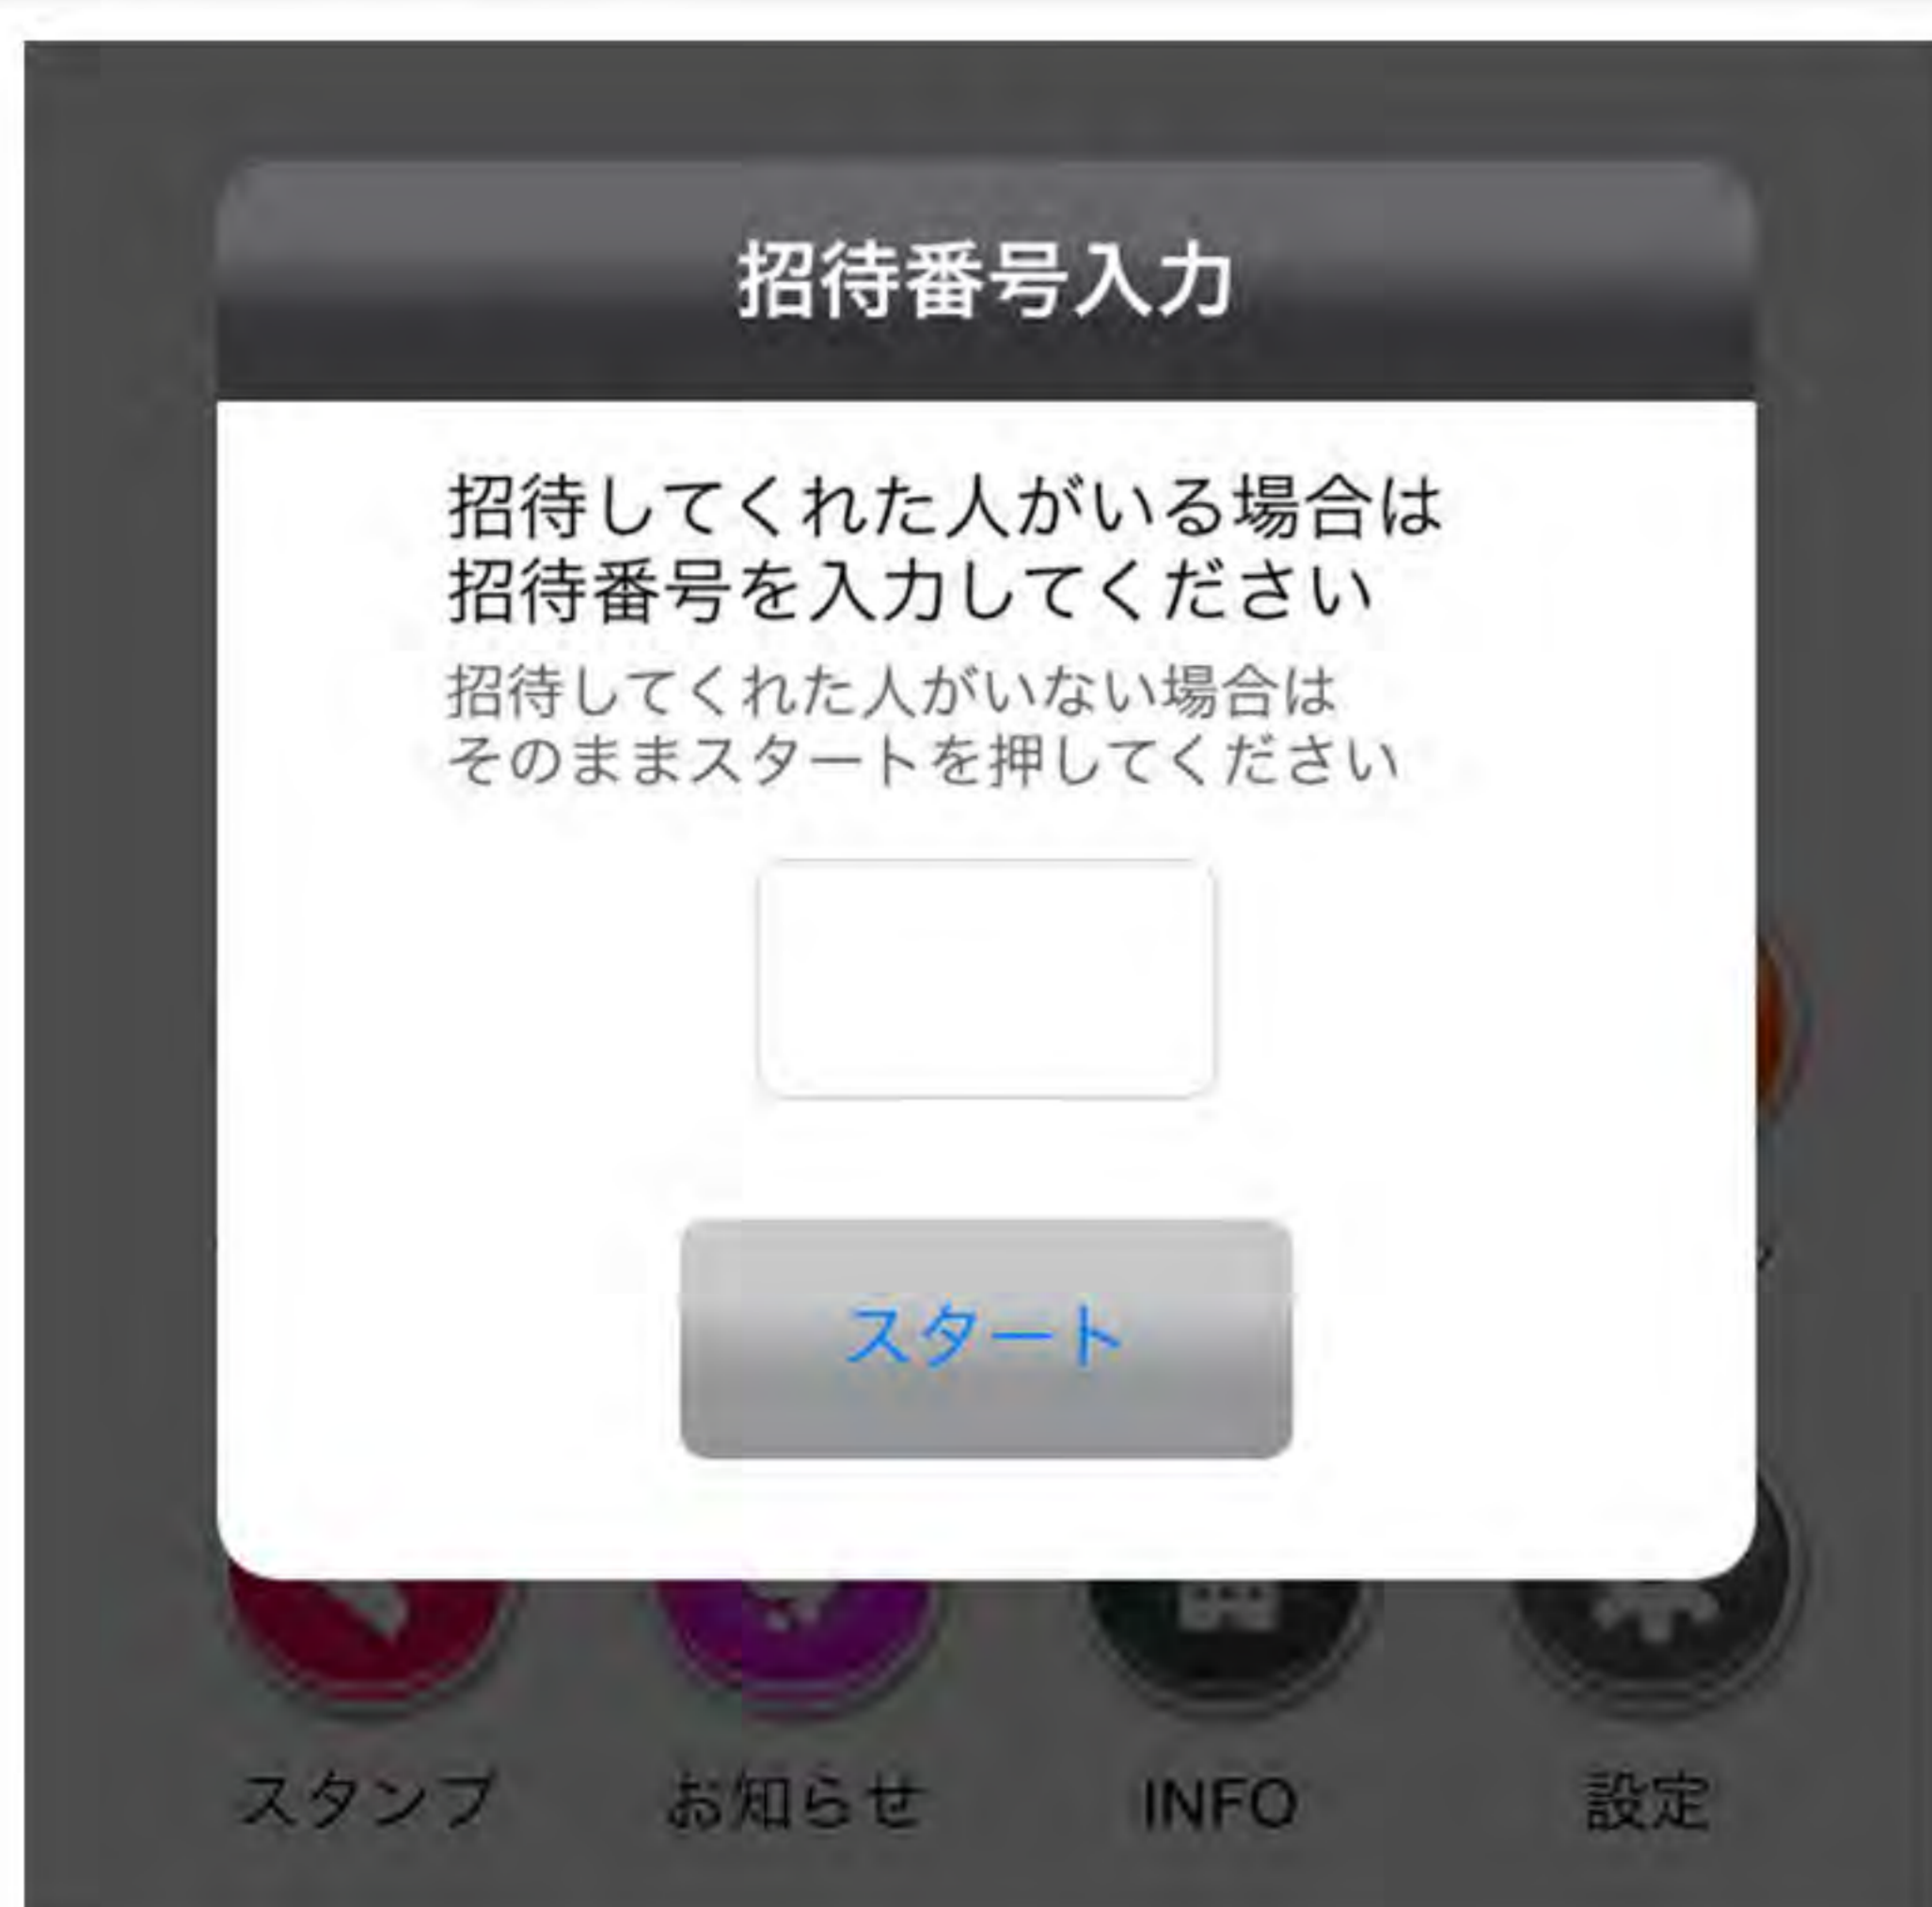 招待番号入力
招待してくれた人がいる場合は
招待番号を入力してください
招待してくれた人がいない場合は
そのままスタートを押してください
スタート
スタンプ
お知らせ
INFO
設定